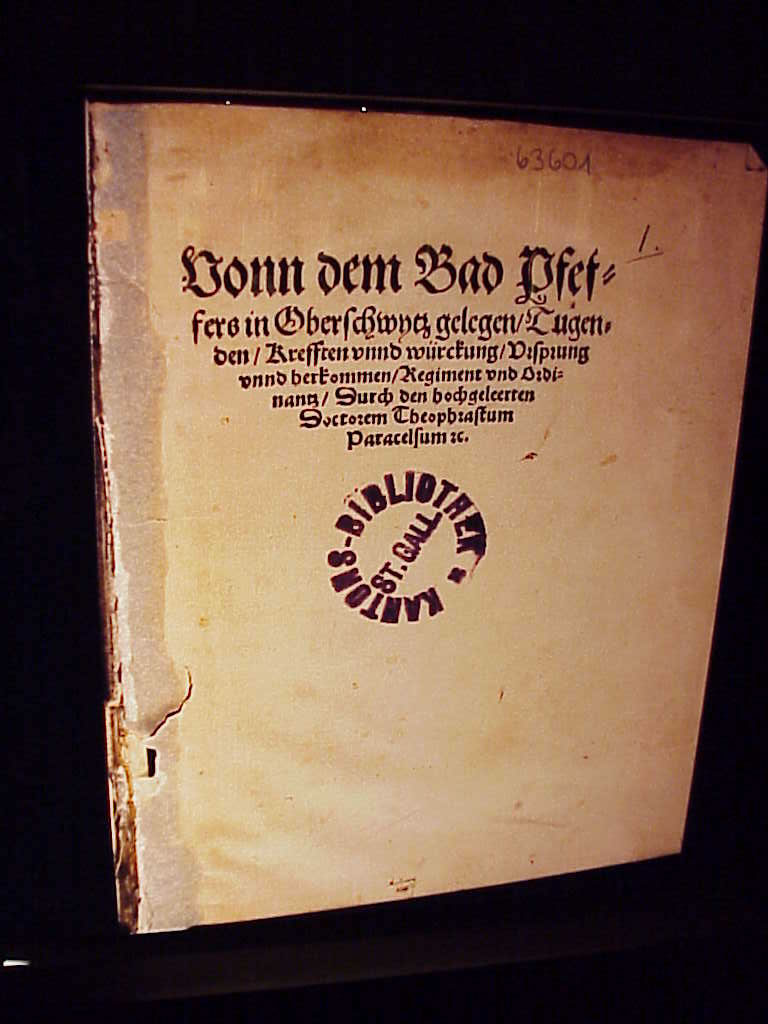 63601
1.
Vonn dem Bad Pfef⸗
fers in Oberschwytz gelegen/Tugen⸗
den / Krefften vnnd würckung/Vrsprung
vnnd herkommen/Regiment vnd Ordi⸗
nantz/ Durch den hochgeleerten
Doctorem Theophrastum
Paracelsum ꝛc.
KANTONS-BIBLIOTHEK
ST. GALL